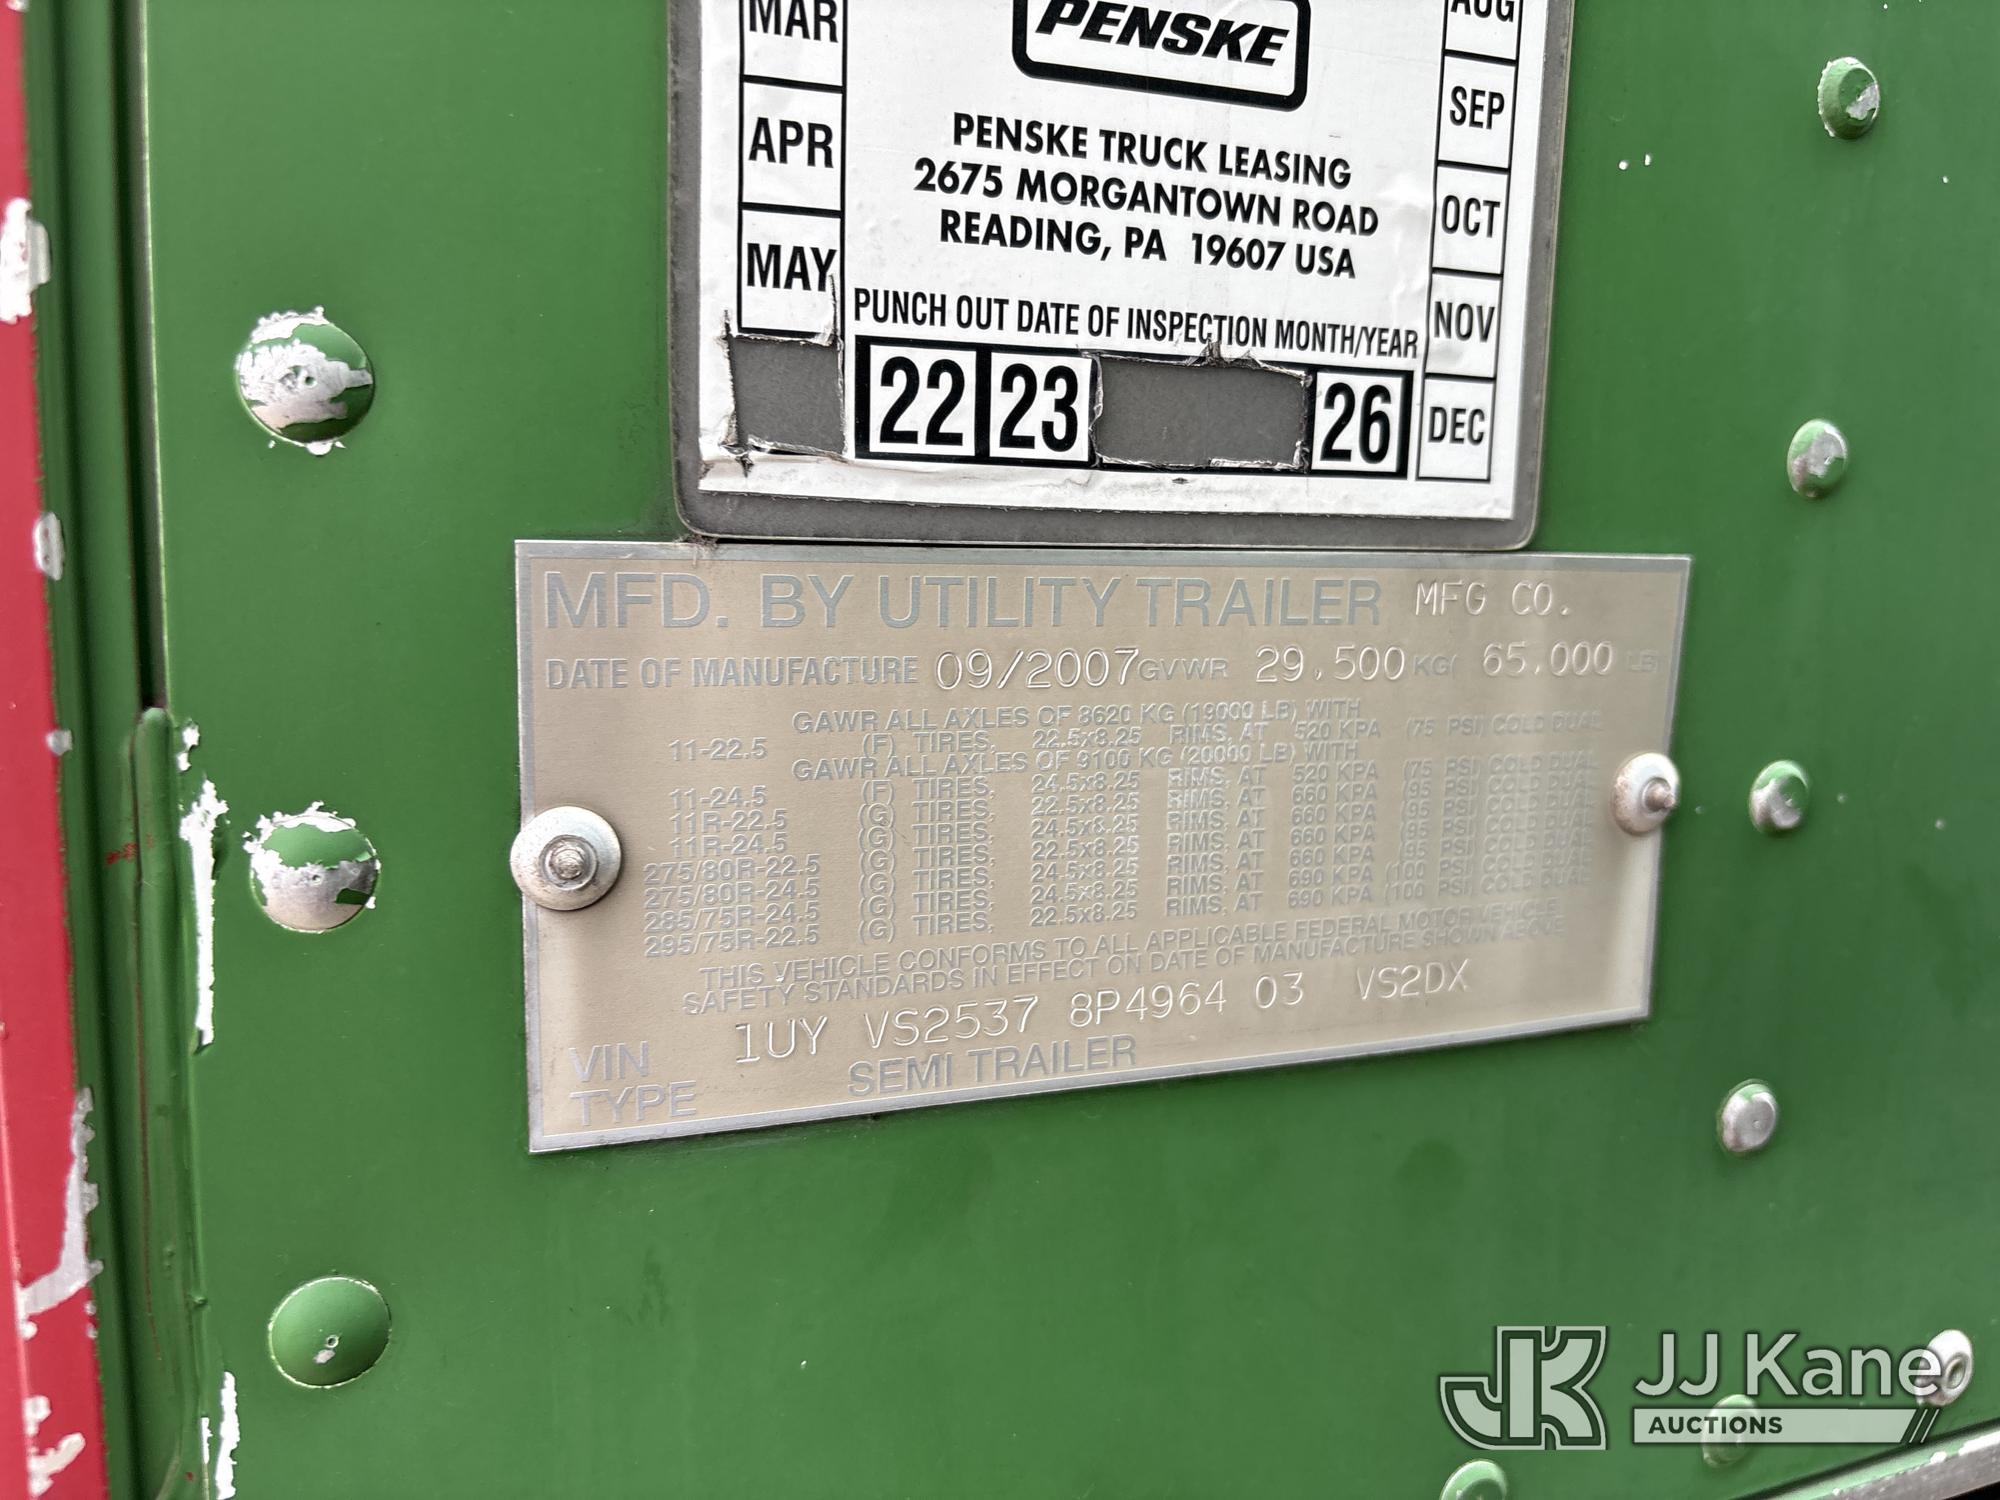 MAR
AUG
PENSKE
SEP
APR
PENSKE TRUCK LEASING
2675 MORGANTOWN ROAD
OCT
READING, PA 19607 USA
MAY
PUNCH OUT DATE OF INSPECTION MONTH/YEAR
NOV
22 23 26
DEC
MFD. BY UTILITY TRAILER MFG CO.
DATE OF MANUFACTURE 09/2007 GVWR 29,500 KG( 65,000 LB)
GAWR ALL AXLES OF 8620 KG (19000 LB) WITH
11-22.5 (F) TIRES, 22.5x8.25 RIMS, AT 520 KPA (75 PSI) COLD DUAL
GAWR ALL AXLES OF 9100 KG (20000 LB) WITH
11-24.5 (F) TIRES, 24.5x8.25 RIMS, AT 520 KPA (75 PSI) COLD DUAL
11R-22.5 (G) TIRES, 22.5x8.25 RIMS, AT 660 KPA (95 PSI) COLD DUAL
11R-24.5 (G) TIRES, 24.5x8.25 RIMS, AT 660 KPA (95 PSI) COLD DUAL
275/80R-22.5 (G) TIRES, 22.5x8.25 RIMS, AT 660 KPA (95 PSI) COLD DUAL
275/80R-24.5 (G) TIRES, 24.5x8.25 RIMS, AT 660 KPA (95 PSI) COLD DUAL
285/75R-24.5 (G) TIRES, 24.5x8.25 RIMS, AT 690 KPA (100 PSI) COLD DUAL
295/75R-22.5 (G) TIRES, 22.5x8.25 RIMS, AT 690 KPA (100 PSI) COLD DUAL
THIS VEHICLE CONFORMS TO ALL APPLICABLE FEDERAL MOTOR VEHICLE
SAFETY STANDARDS IN EFFECT ON DATE OF MANUFACTURE SHOWN ABOVE
VIN 1UY VS2537 8P4964 03 VS2DX
TYPE SEMI TRAILER
JK JJ Kane
AUCTIONS